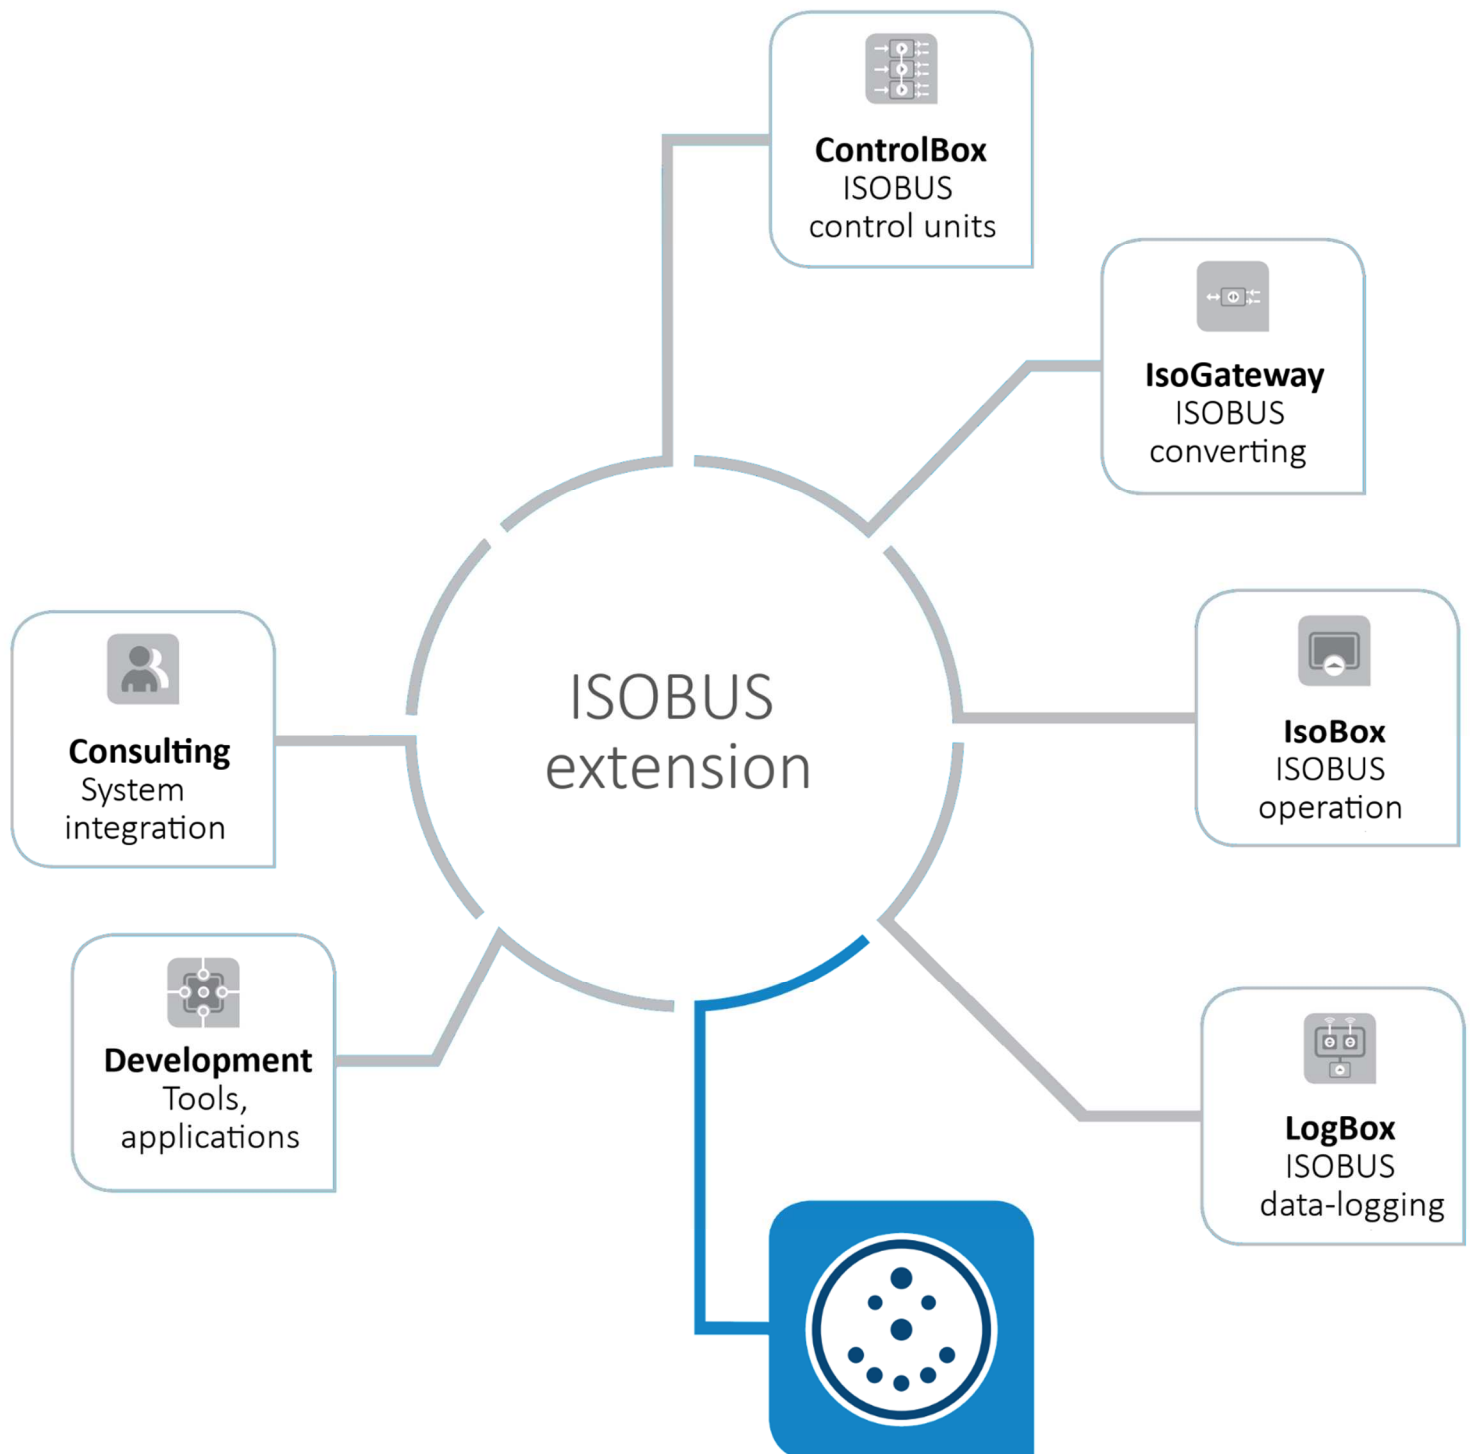 ControlBox
ISOBUS
control units
IsoGateway
ISOBUS
converting
ISOBUS
extension
IsoBox
ISOBUS
operation
Consulting
System
integration
Development
Tools,
applications
LogBox
ISOBUS
data-logging